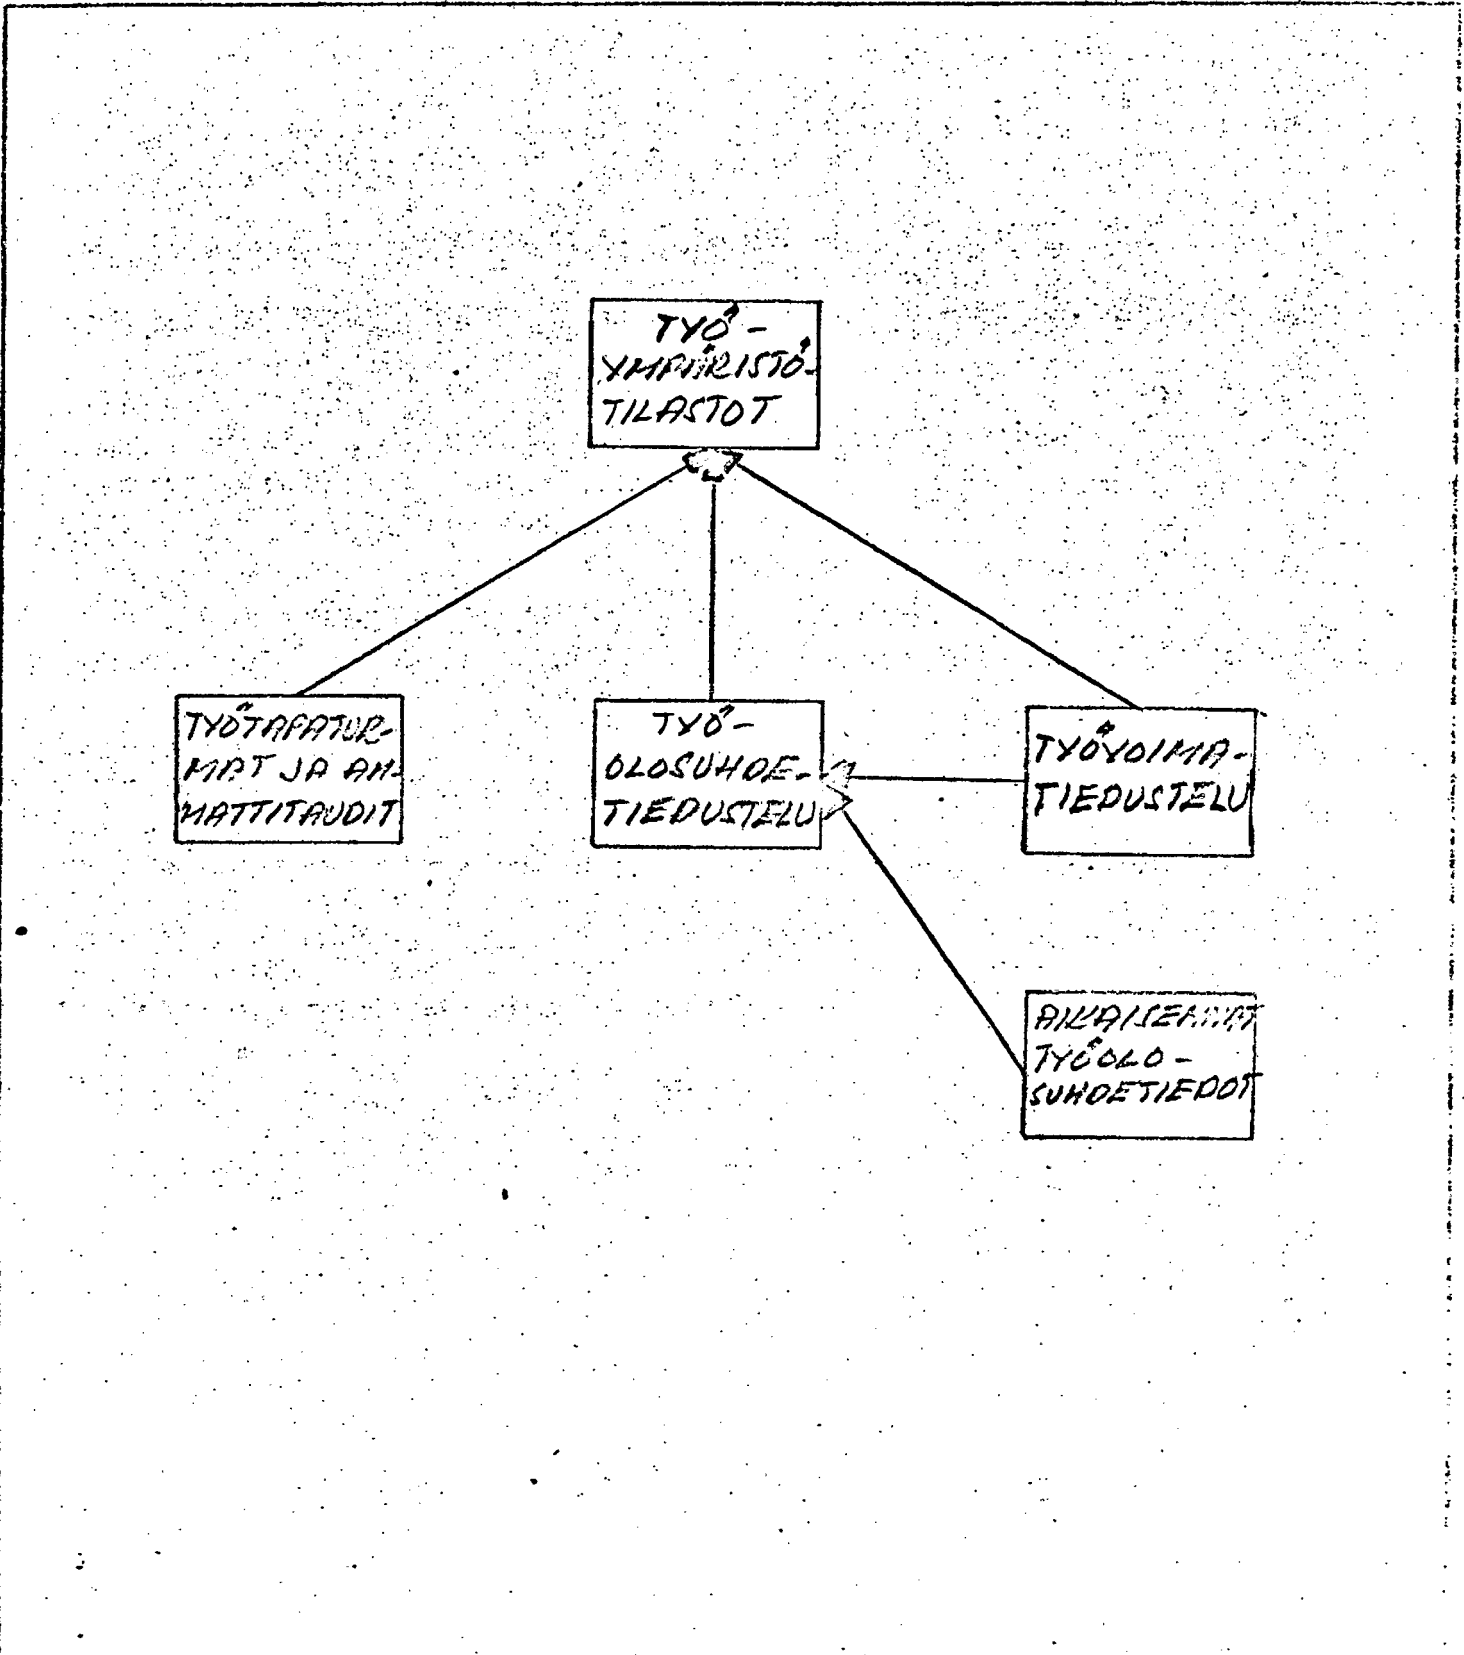 TYÖ-
YMPÄRISTÖ-
TILASTOT
TYÖTAPATUR-
MAT JA AM-
MATTITAUDIT
TYÖ-
OLOSUHDE-
TIEDUSTELU
TYÖVOIMA-
TIEDUSTELU
AIKAISEMMAT
TYÖOLO-
SUHDETIEDOT